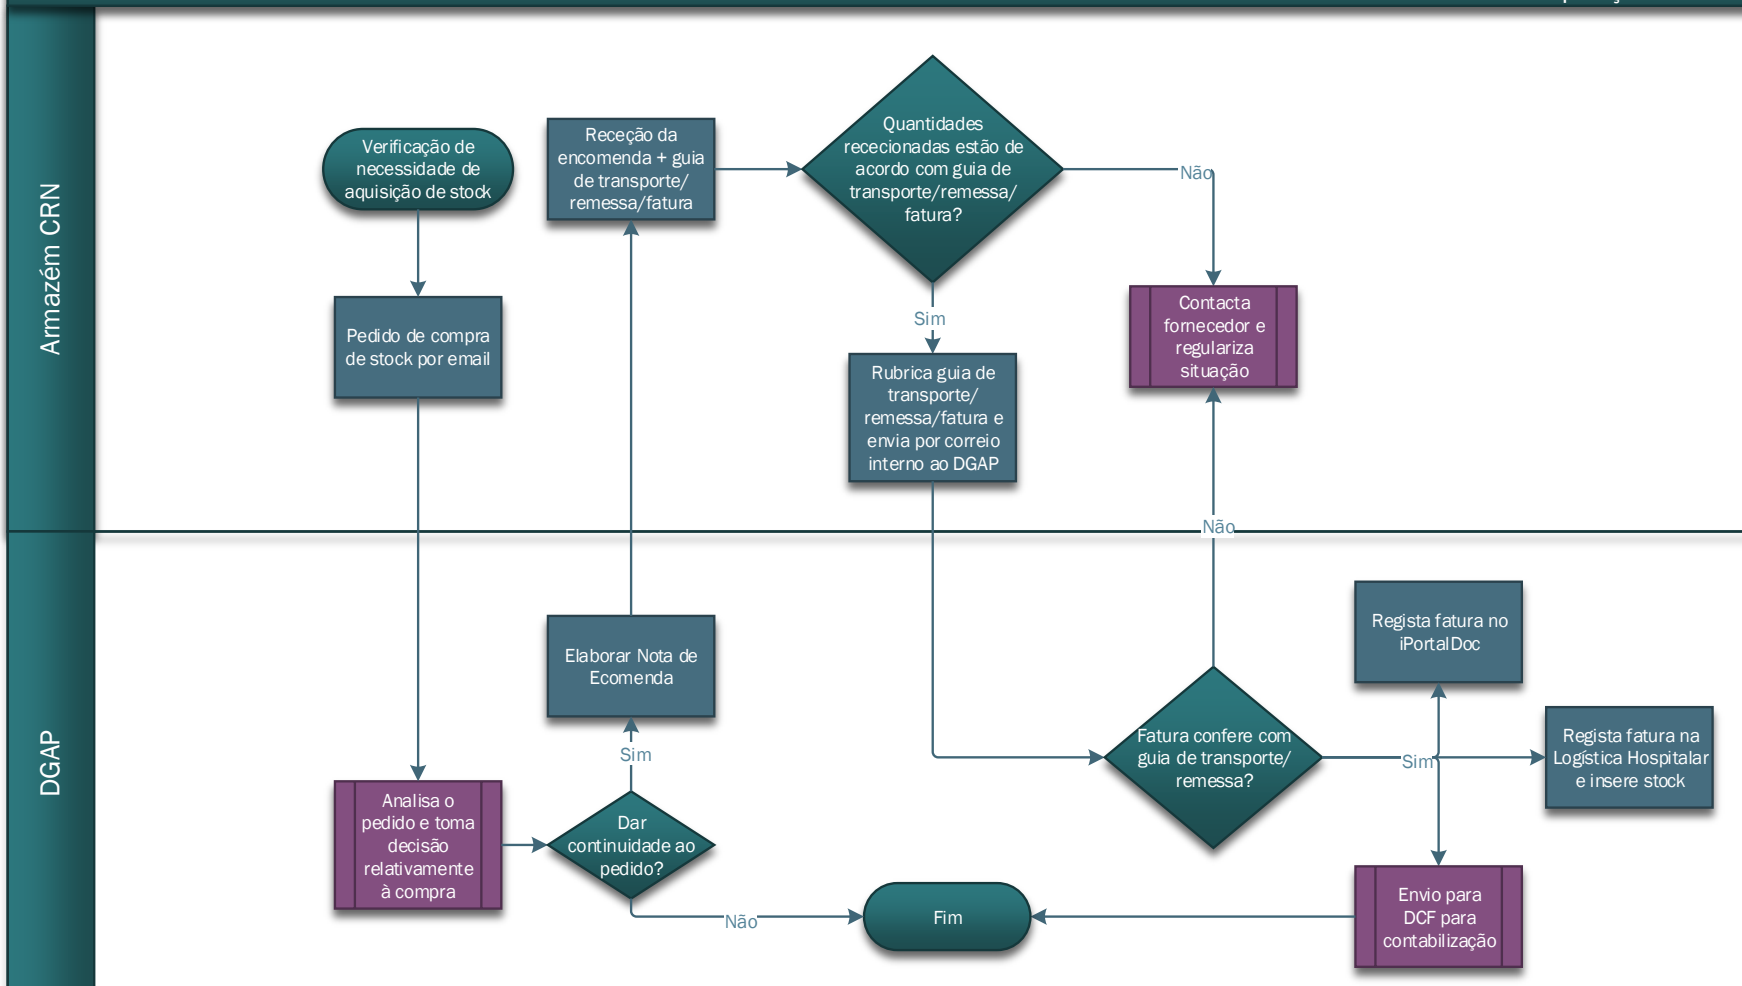 Armazém CRN
Verificação de
necessidade de
aquisição de stock
Pedido de compra
de stock por email
Receção da
encomenda + guia
de transporte/
remessa/fatura
Quantidades
rececionadas estão de
acordo com guia de
transporte/remessa/
fatura?
Não
Sim
Contacta
fornecedor e
regulariza
situação
Rubrica guia de
transporte/
remessa/fatura e
envia por correio
interno ao DGAP
Não
DGAP
Elaborar Nota de
Ecomenda
Sim
Analisa o
pedido e toma
decisão
relativamente
à compra
Dar
continuidade ao
pedido?
Não
Fim
Fatura confere com
guia de transporte/
remessa?
Sim
Regista fatura no
iPortalDoc
Regista fatura na
Logística Hospitalar
e insere stock
Envio para
DCF para
contabilização